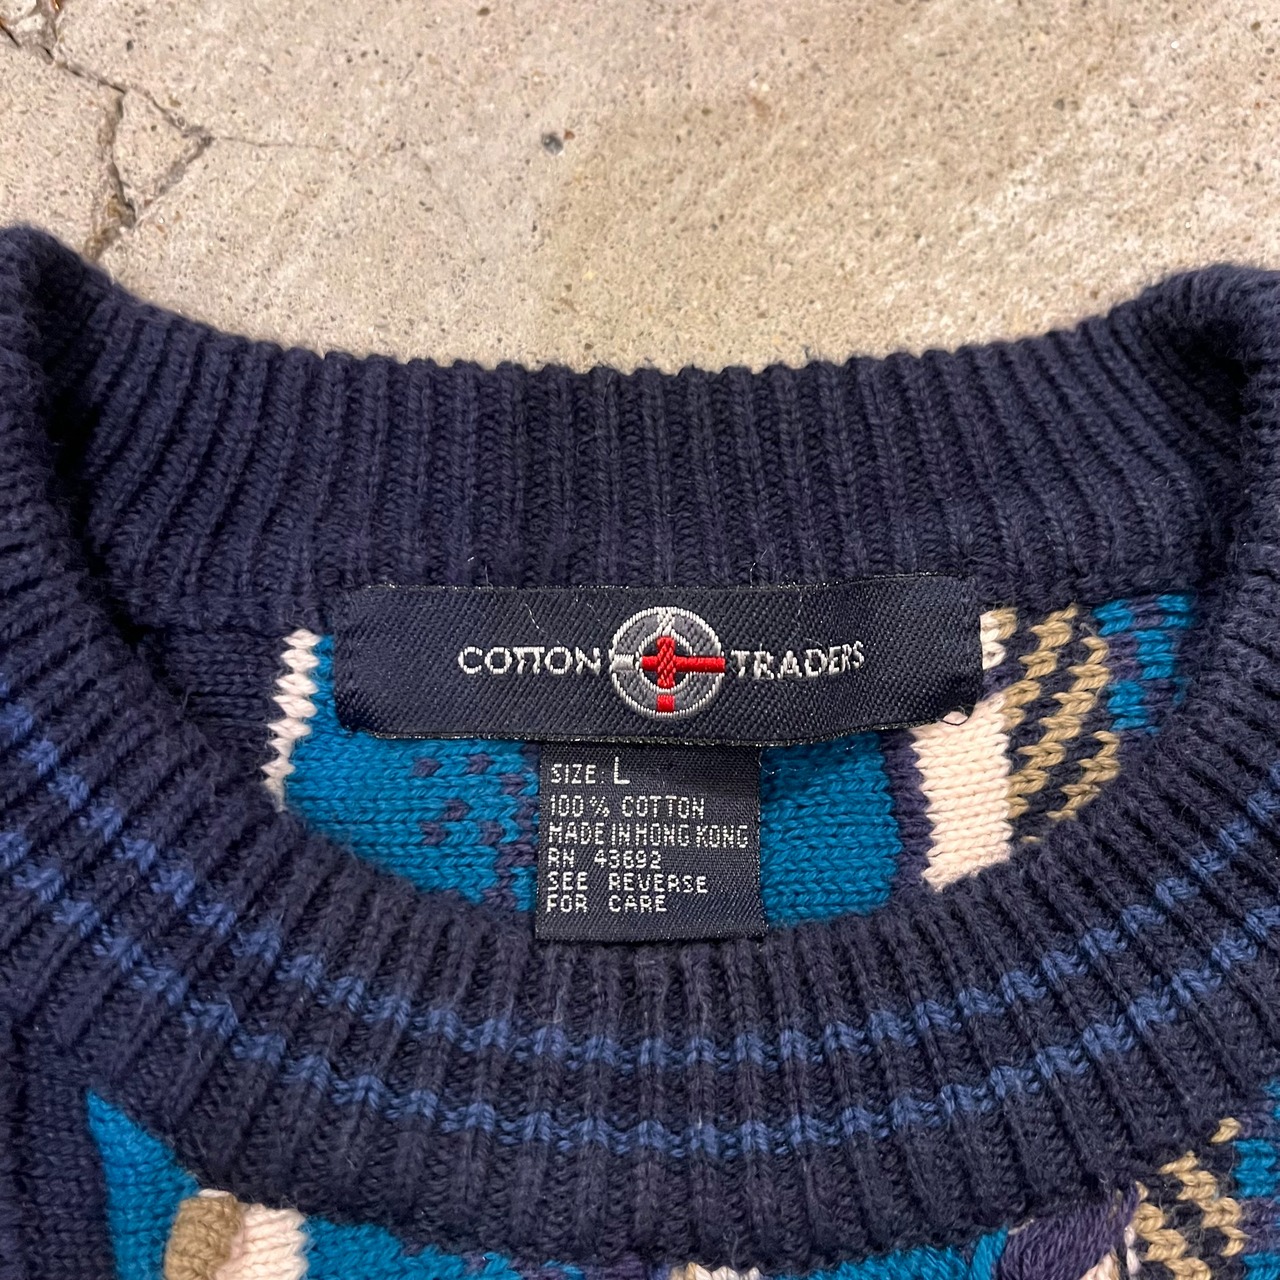 COTTON TRADERS
SIZE: L
100% COTTON
MADE IN HONG KONG
RN 43692
SEE REVERSE
FOR CARE